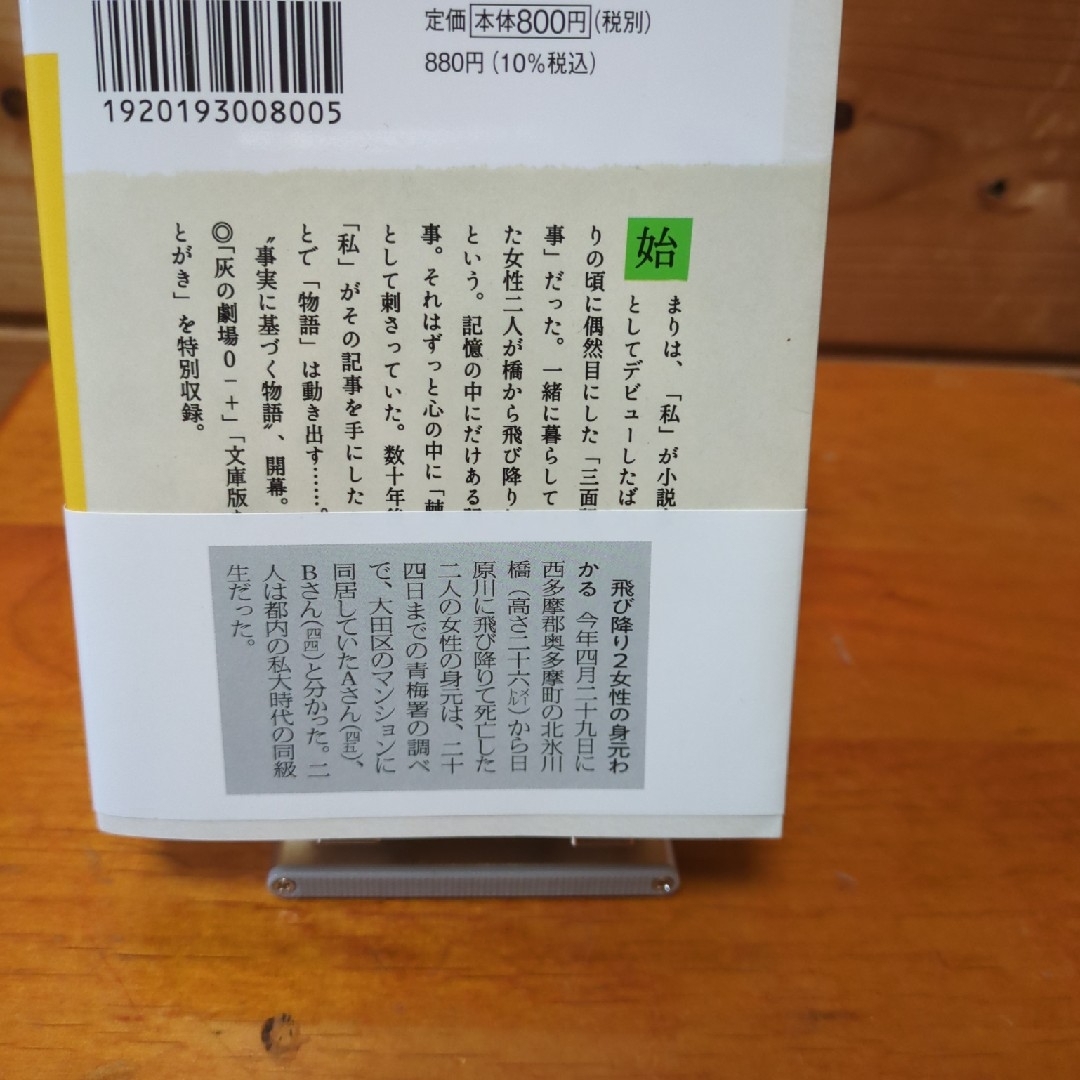 定価 本体800円(税別)
880円(10%税込)
1920193008005
始まりは、「私」が小説
としてデビューしたば
りの頃に偶然目にした「三面
事」だった。一緒に暮らして
た女性二人が橋から飛び降り
という。記憶の中にだけある
事。それはずっと心の中に「
として刺さっていた。数十年
「私」がその記事を手にした
とで「物語」は動き出す……。
〝事実に基づく物語〟、開幕。
◎「灰の劇場0-+」「文庫版
とがき」を特別収録。
飛び降り2女性の身元わ
かる 今年四月二十九日に
西多摩郡奥多摩町の北氷川
橋(高さ二十六メートル)から日
原川に飛び降りて死亡した
二人の女性の身元は、二十
四日までの青梅署の調べ
で、大田区のマンションに
同居していたAさん(四五)、
Bさん(四四)と分かった。二
人は都内の私大時代の同級
生だった。